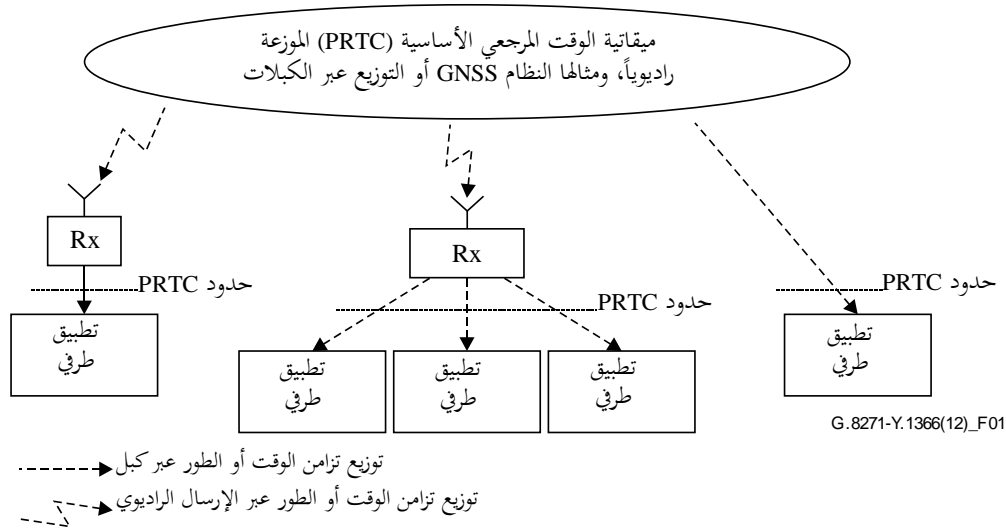 ميقاتية الوقت المرجعي الأساسية (PRTC) الموزعة
راديوياً، ومثالها النظام GNSS أو التوزيع عبر الكبلات
Rx
Rx
حدود PRTC
حدود PRTC
حدود PRTC
تطبيق
طرفي
تطبيق
طرفي
تطبيق
طرفي
تطبيق
طرفي
تطبيق
طرفي
G.8271-Y.1366(12)_F01
توزيع تزامن الوقت أو الطور عبر كبل
توزيع تزامن الوقت أو الطور عبر الإرسال الراديوي